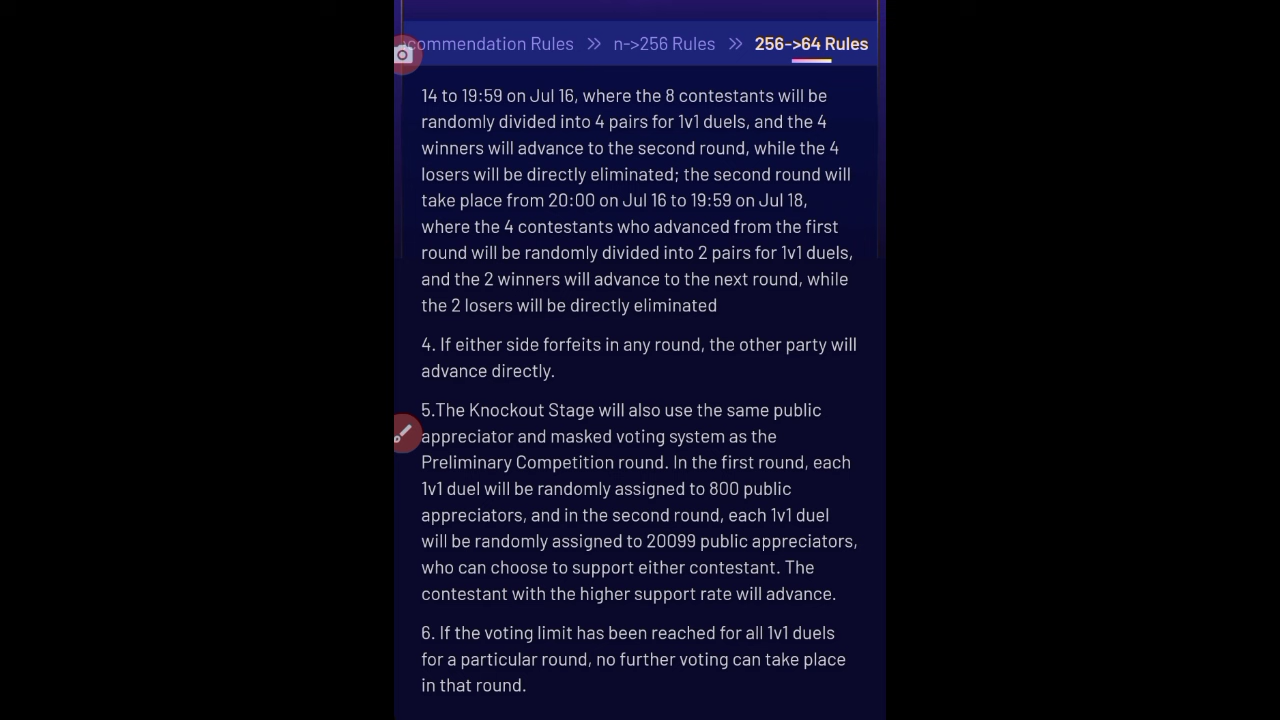 commendation Rules >> n->256 Rules >> 256->64 Rules
14 to 19:59 on Jul 16, where the 8 contestants will be
randomly divided into 4 pairs for 1v1 duels, and the 4
winners will advance to the second round, while the 4
losers will be directly eliminated; the second round will
take place from 20:00 on Jul 16 to 19:59 on Jul 18,
where the 4 contestants who advanced from the first
round will be randomly divided into 2 pairs for 1v1 duels,
and the 2 winners will advance to the next round, while
the 2 losers will be directly eliminated
4. If either side forfeits in any round, the other party will
advance directly.
5.The Knockout Stage will also use the same public
appreciator and masked voting system as the
Preliminary Competition round. In the first round, each
1v1 duel will be randomly assigned to 800 public
appreciators, and in the second round, each 1v1 duel
will be randomly assigned to 20099 public appreciators,
who can choose to support either contestant. The
contestant with the higher support rate will advance.
6. If the voting limit has been reached for all 1v1 duels
for a particular round, no further voting can take place
in that round.